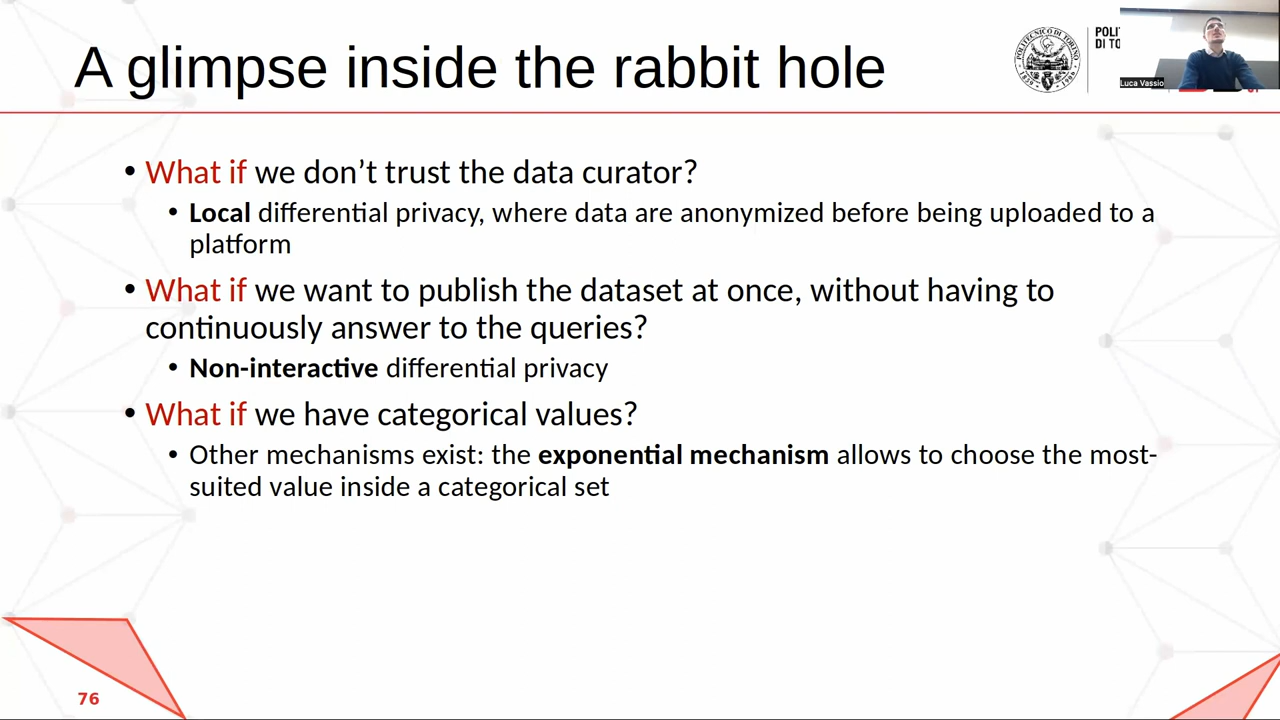 A glimpse inside the rabbit hole
POLI
DI TO
Luca Vassio
• What if we don’t trust the data curator?
• Local differential privacy, where data are anonymized before being uploaded to a
platform
• What if we want to publish the dataset at once, without having to
continuously answer to the queries?
• Non-interactive differential privacy
• What if we have categorical values?
• Other mechanisms exist: the exponential mechanism allows to choose the most-
suited value inside a categorical set
76